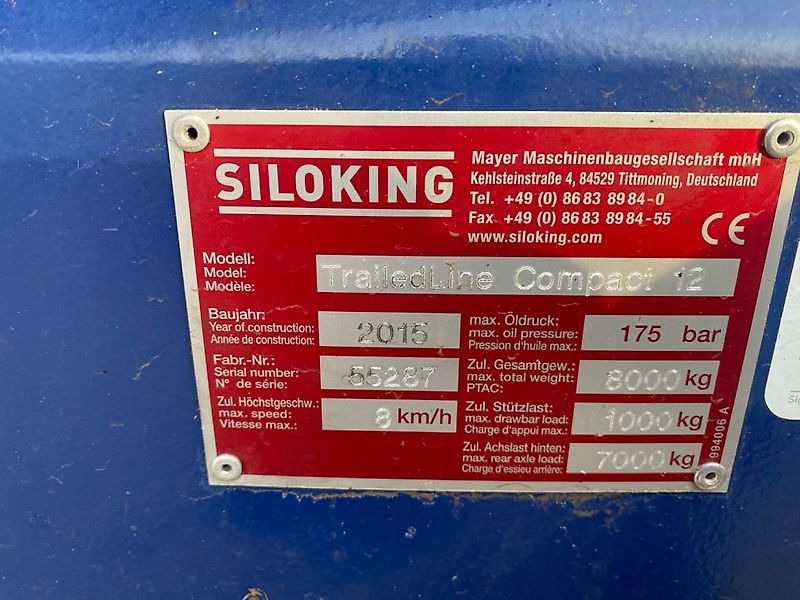 SILOKING
Mayer Maschinenbaugesellschaft mbH
Kehlsteinstraße 4, 84529 Tittmoning, Deutschland
Tel. +49 (0) 86 83 89 84-0
Fax +49 (0) 86 83 89 84-55
www.siloking.com
CE
Modell:
Model:
Modèle:
TrailedLine Compact 12
Baujahr:
Year of construction:
Année de construction:
2015
max. Öldruck:
max. oil pressure:
Pression d'huile max.:
175 bar
Fabr.-Nr.:
Serial number:
N° de série:
55287
Zul. Gesamtgew.:
max. total weight:
PTAC:
8000 kg
Zul. Höchstgeschw.:
max. speed:
Vitesse max.:
8 km/h
Zul. Stützlast:
max. drawbar load:
Charge d'appui max.:
1000 kg
Zul. Achslast hinten:
max. rear axle load:
Charge d'essieu arrière:
7000 kg
994006 A